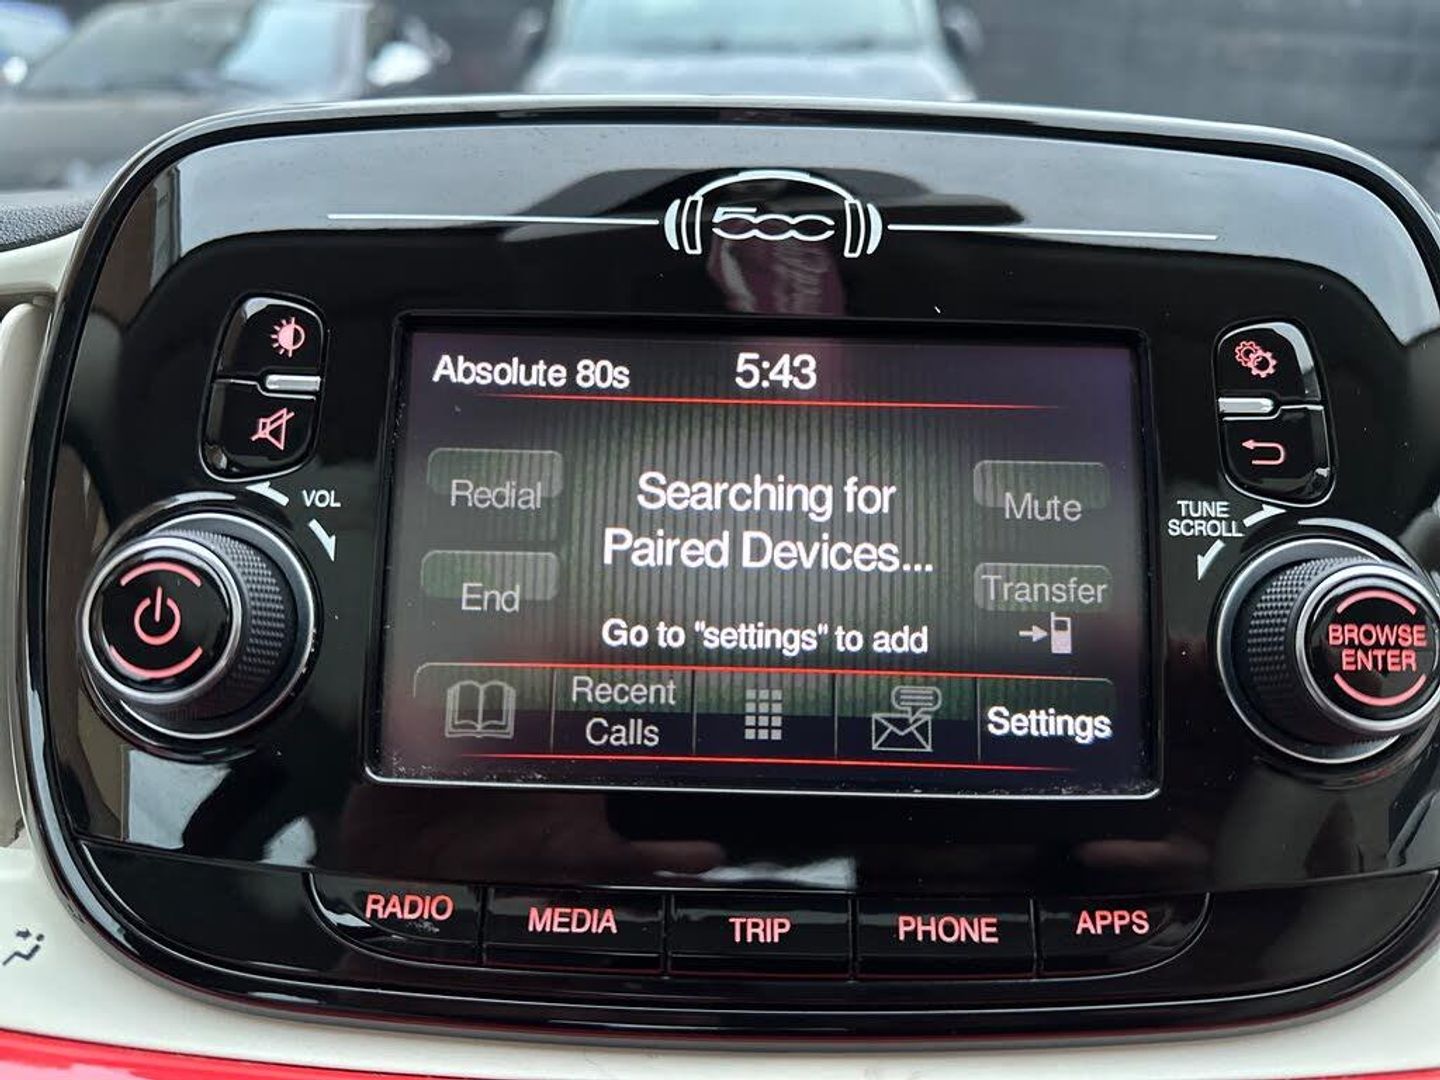 500
Absolute 80s
5:43
VOL
TUNE
SCROLL
Redial
Searching for
Paired Devices...
Mute
End
Transfer
Go to "settings" to add
BROWSE
ENTER
Recent
Calls
Settings
RADIO
MEDIA
TRIP
PHONE
APPS